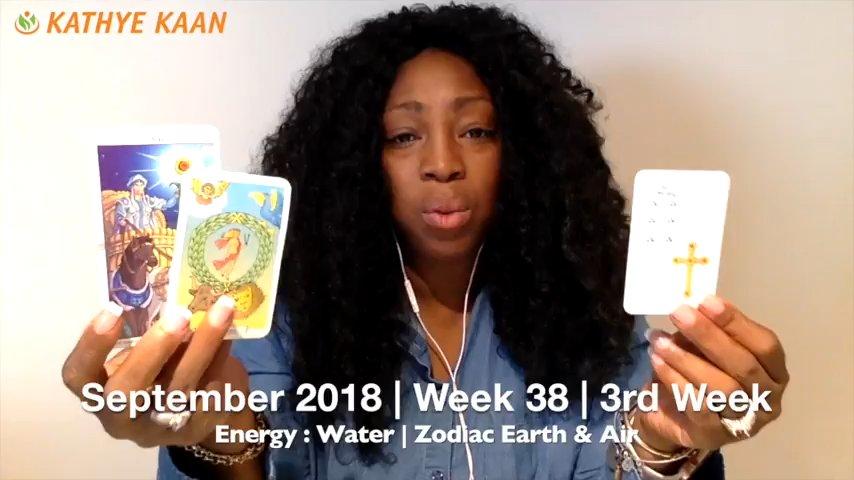 KATHYE KAAN
September 2018 | Week 38 | 3rd Week
Energy : Water | Zodiac Earth & Air